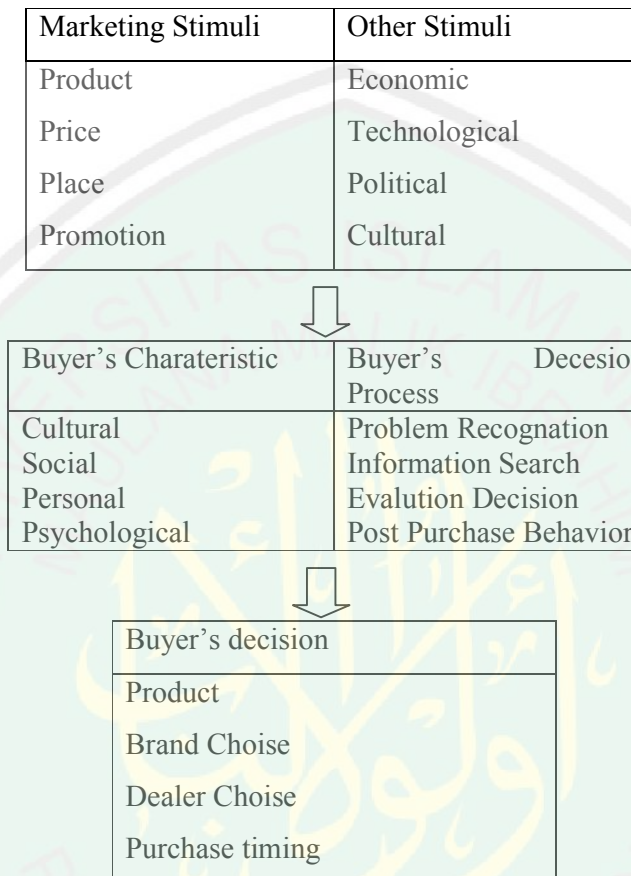 Marketing Stimuli Other Stimuli
Product Economic
Price Technological
Place Political
Promotion Cultural
Buyer's Charateristic Buyer's Decesio
Process
Cultural Problem Recognation
Social Information Search
Personal Evalution Decision
Psychological Post Purchase Behavior
Buyer's decision
Product
Brand Choise
Dealer Choise
Purchase timing